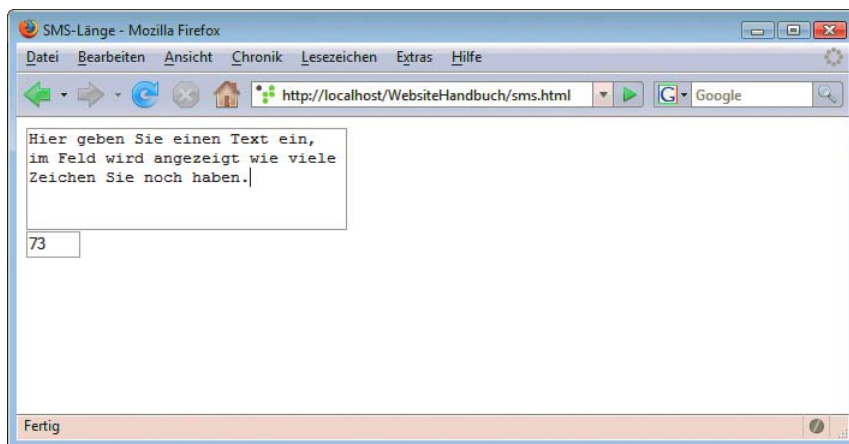 SMS-Länge - Mozilla Firefox
Datei Bearbeiten Ansicht Chronik Lesezeichen Extras Hilfe
http://localhost/WebsiteHandbuch/sms.html G Google
Hier geben Sie einen Text ein,
im Feld wird angezeigt wie viele
Zeichen Sie noch haben.
73
Fertig